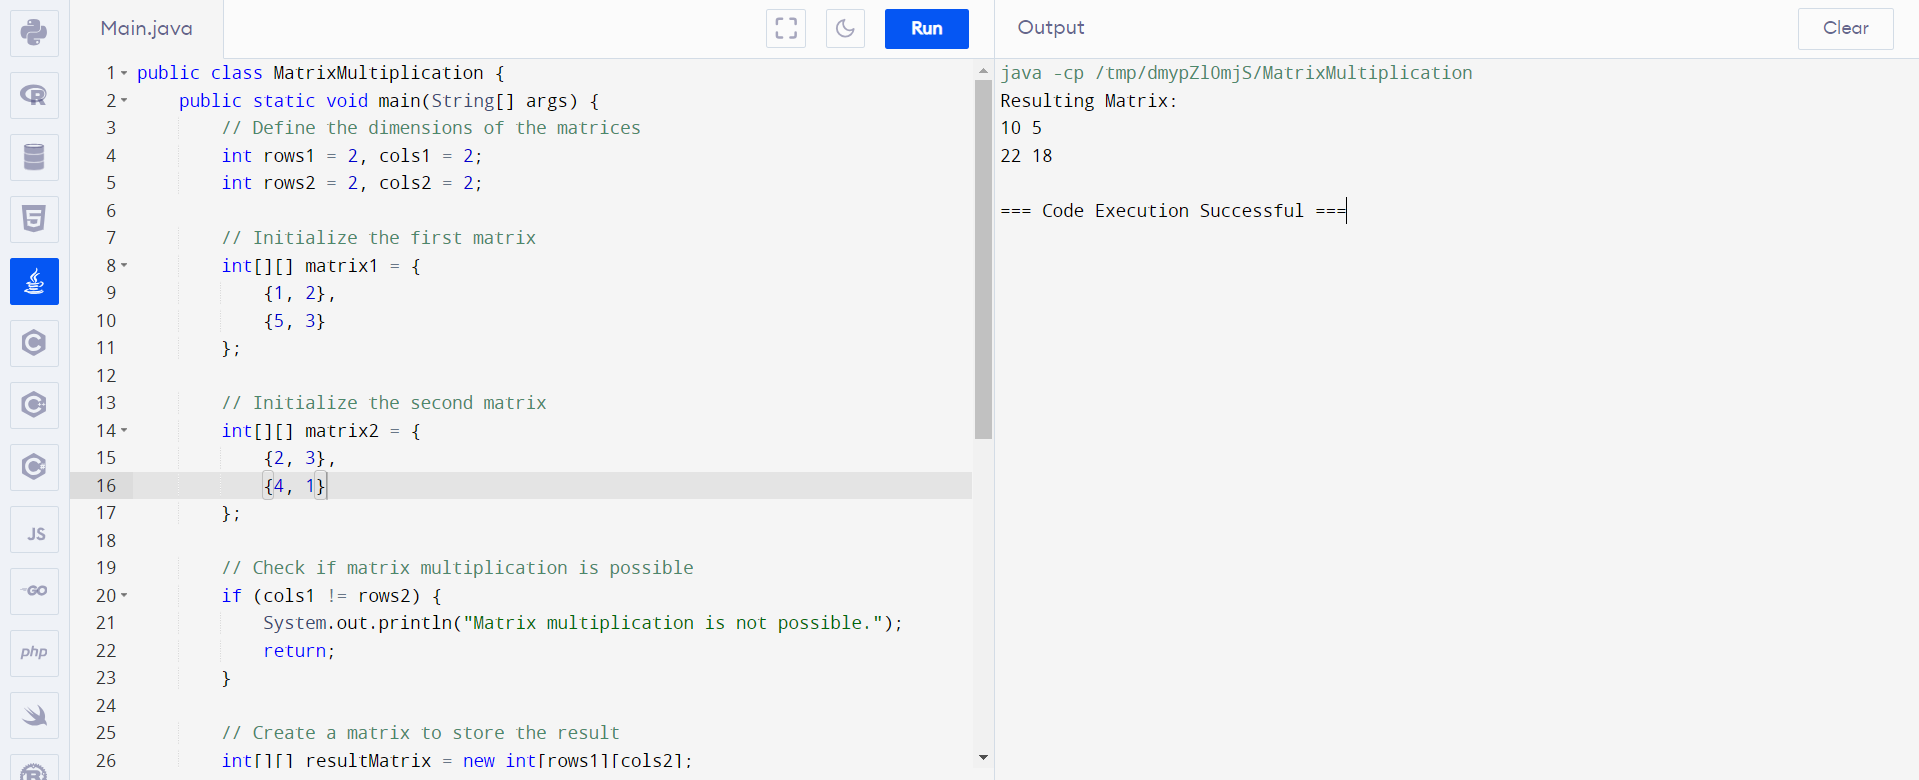 Main.java
Run
1 public class MatrixMultiplication {
2 public static void main(String[] args) {
3 // Define the dimensions of the matrices
4 int rows1 = 2, cols1 = 2;
5 int rows2 = 2, cols2 = 2;
6
7 // Initialize the first matrix
8 int[][] matrix1 = {
9 {1, 2},
10 {5, 3}
11 };
12
13 // Initialize the second matrix
14 int[][] matrix2 = {
15 {2, 3},
16 {4, 1}
17 };
18
19 // Check if matrix multiplication is possible
20 if (cols1 != rows2) {
21 System.out.println("Matrix multiplication is not possible.");
22 return;
23 }
24
25 // Create a matrix to store the result
26 int[][] resultMatrix = new int[rows1][cols2];
Output
Clear
java -cp /tmp/dmypZlOmjS/MatrixMultiplication
Resulting Matrix:
10 5
22 18
=== Code Execution Successful ===
R
5
C
C
C
JS
GO
php
R